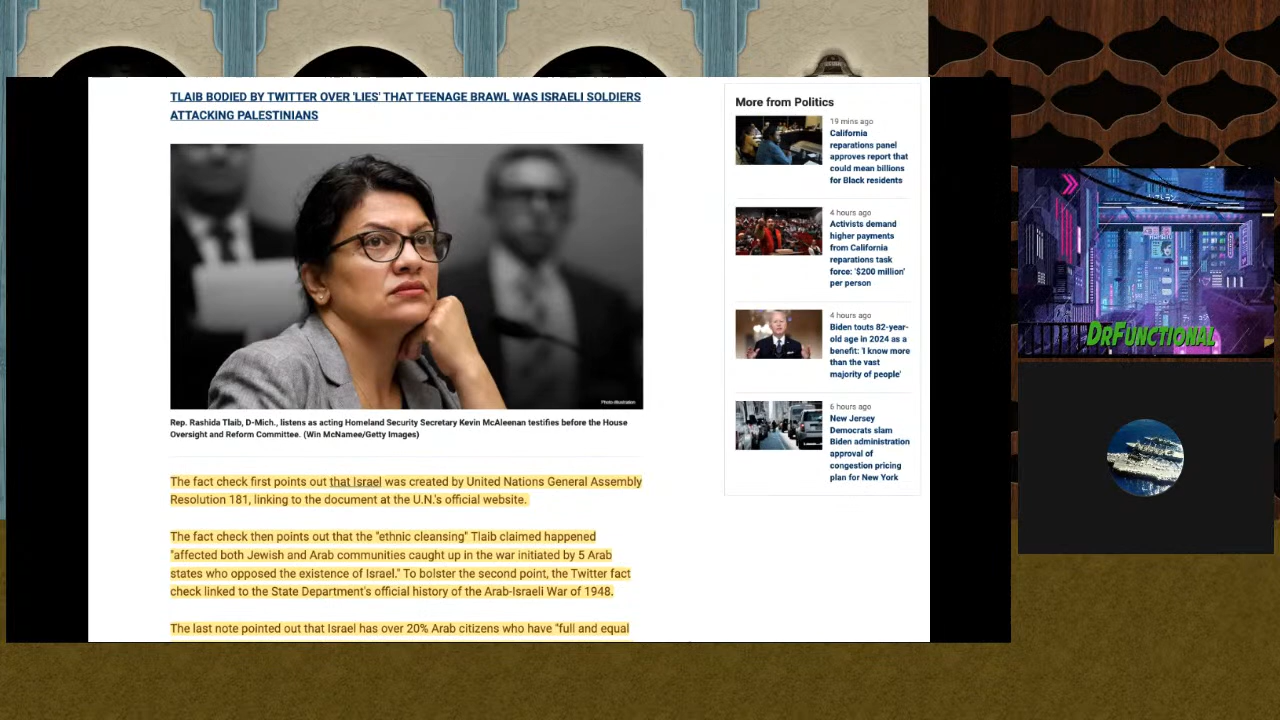 TLAIB BODIED BY TWITTER OVER 'LIES' THAT TEENAGE BRAWL WAS ISRAELI SOLDIERS
ATTACKING PALESTINIANS
Photo illustration
Rep. Rashida Tlaib, D-Mich., listens as acting Homeland Security Secretary Kevin McAleenan testifies before the House
Oversight and Reform Committee. (Win McNamee/Getty Images)
The fact check first points out that Israel was created by United Nations General Assembly
Resolution 181, linking to the document at the U.N.'s official website.
The fact check then points out that the "ethnic cleansing" Tlaib claimed happened
"affected both Jewish and Arab communities caught up in the war initiated by 5 Arab
states who opposed the existence of Israel." To bolster the second point, the Twitter fact
check linked to the State Department's official history of the Arab-Israeli War of 1948.
The last note pointed out that Israel has over 20% Arab citizens who have "full and equal
More from Politics
19 mins ago
California
reparations panel
approves report that
could mean billions
for Black residents
4 hours ago
Activists demand
higher payments
from California
reparations task
force: '$200 million'
per person
4 hours ago
Biden touts 82-year-
old age in 2024 as a
benefit: 'I know more
than the vast
majority of people'
6 hours ago
New Jersey
Democrats slam
Biden administration
approval of
congestion pricing
plan for New York
DrFunctional